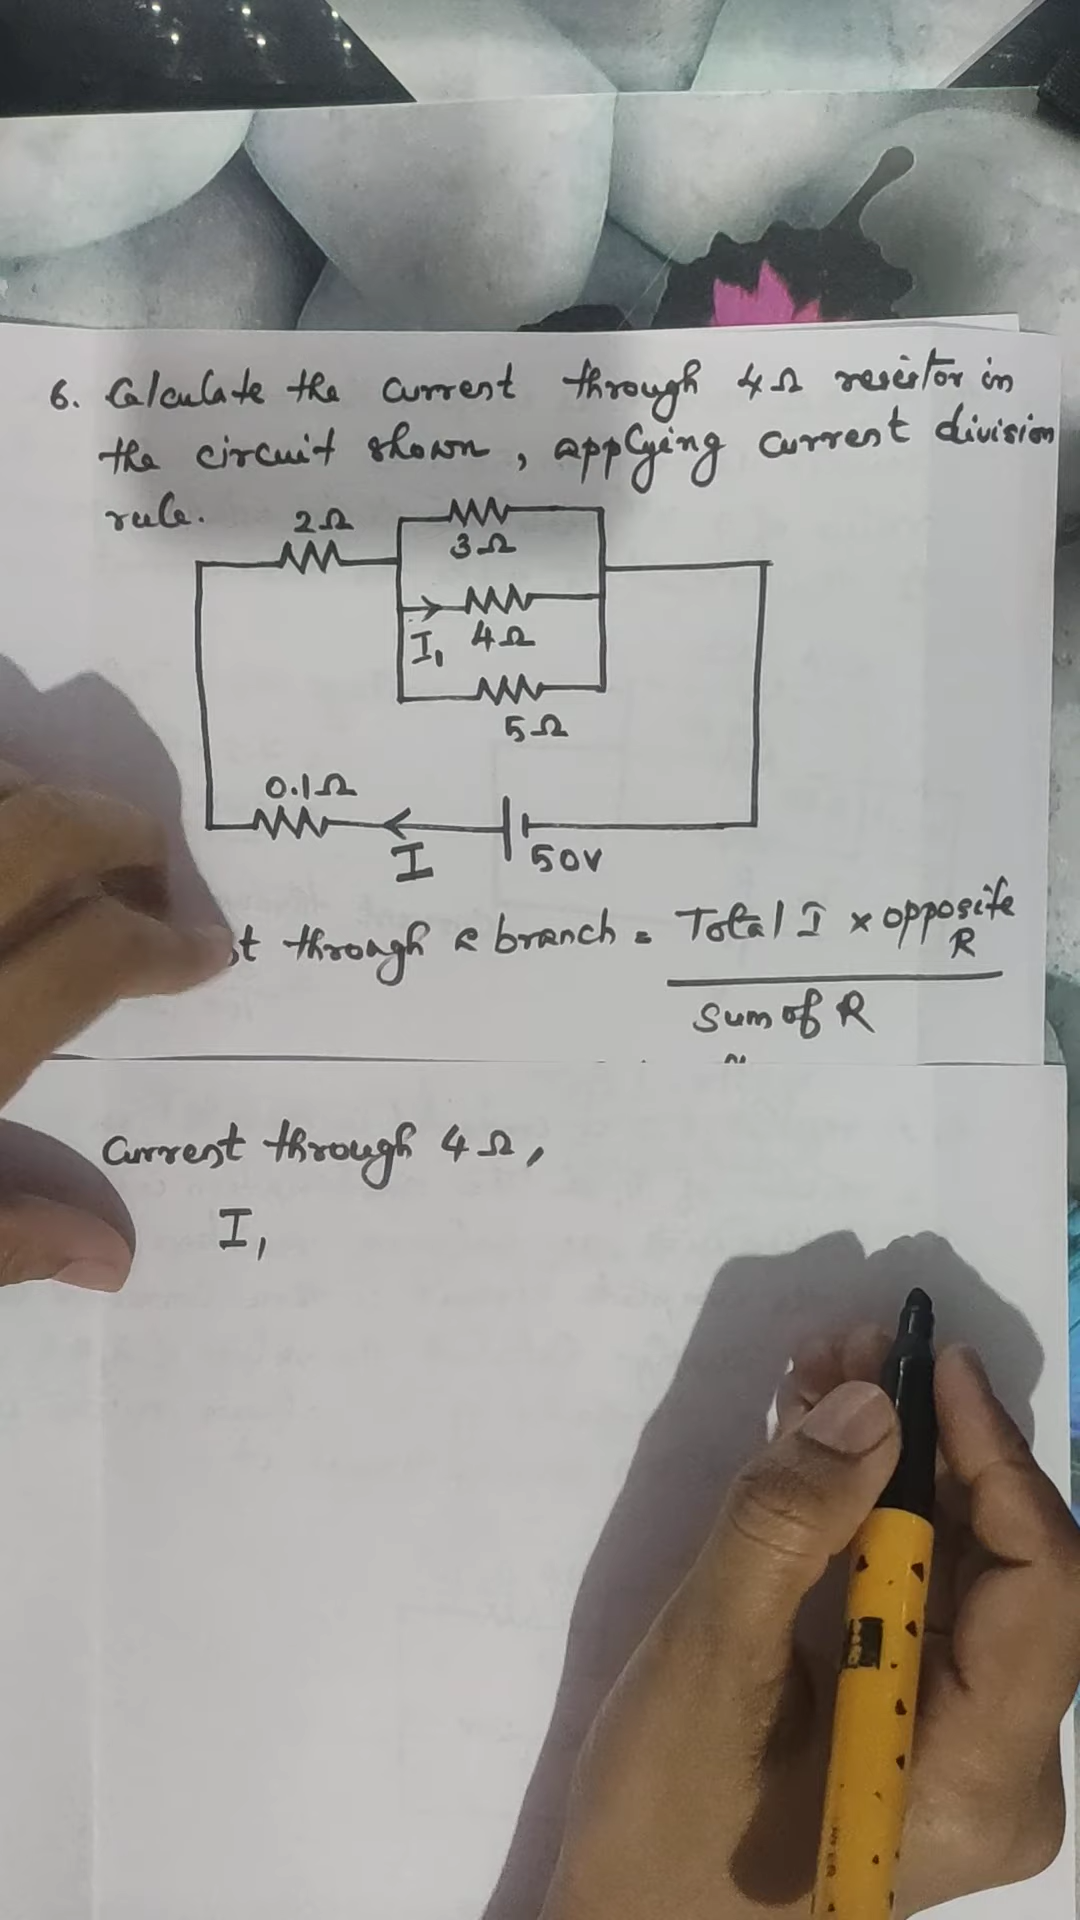 6. Calculate the current through 4Ω resistor in
the circuit shown, applying current division
rule.
2Ω
3Ω
I₁ 4Ω
5Ω
0.1Ω
I
50V
through a branch = Total I × opposite R
Sum of R
Current through 4Ω,
I₁